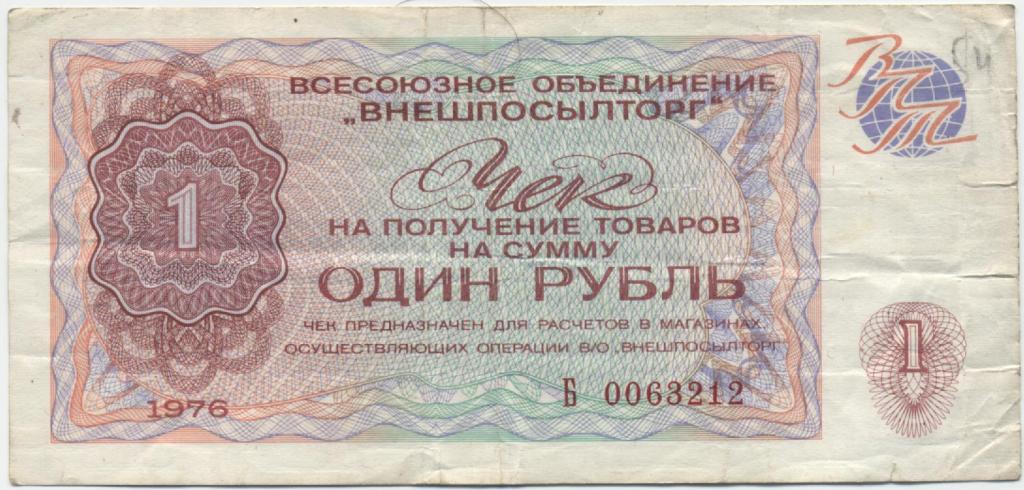 ВСЕСОЮЗНОЕ ОБЪЕДИНЕНИЕ
„ВНЕШПОСЫЛТОРГ"
Чек
НА ПОЛУЧЕНИЕ ТОВАРОВ
НА СУММУ
ОДИН РУБЛЬ
ЧЕК ПРЕДНАЗНАЧЕН ДЛЯ РАСЧЕТОВ В МАГАЗИНАХ,
ОСУЩЕСТВЛЯЮЩИХ ОПЕРАЦИИ В/О „ВНЕШПОСЫЛТОРГ"
Б 0063212
1976
1
ВПТ
84
1